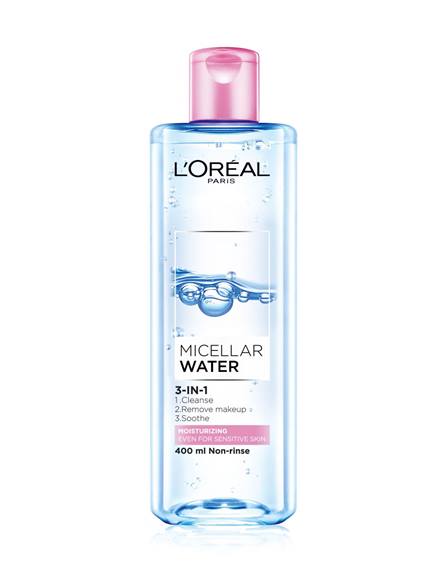 L'ORÉAL
PARIS
MICELLAR
WATER
3-IN-1
1.Cleanse
2.Remove makeup
3.Soothe
MOISTURIZING
EVEN FOR SENSITIVE SKIN
400 ml Non-rinse